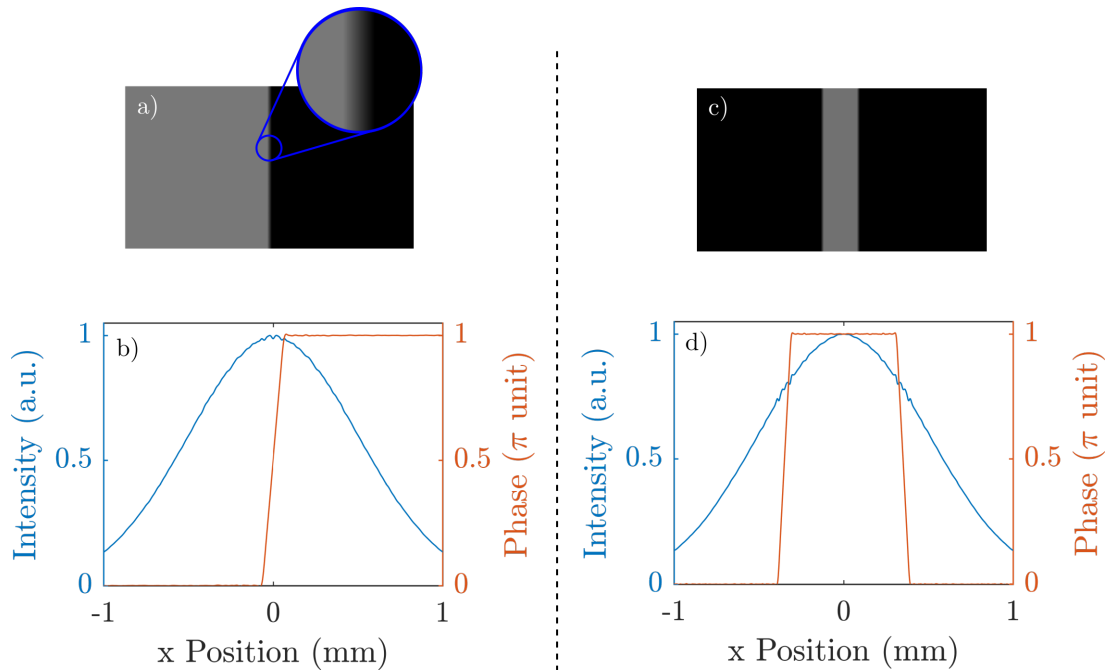 a)
c)
b)
1
0.5
0
Intensity (a.u.)
1
0.5
0
Phase (π unit)
-1 0 1
x Position (mm)
d)
1
0.5
0
Intensity (a.u.)
1
0.5
0
Phase (π unit)
-1 0 1
x Position (mm)